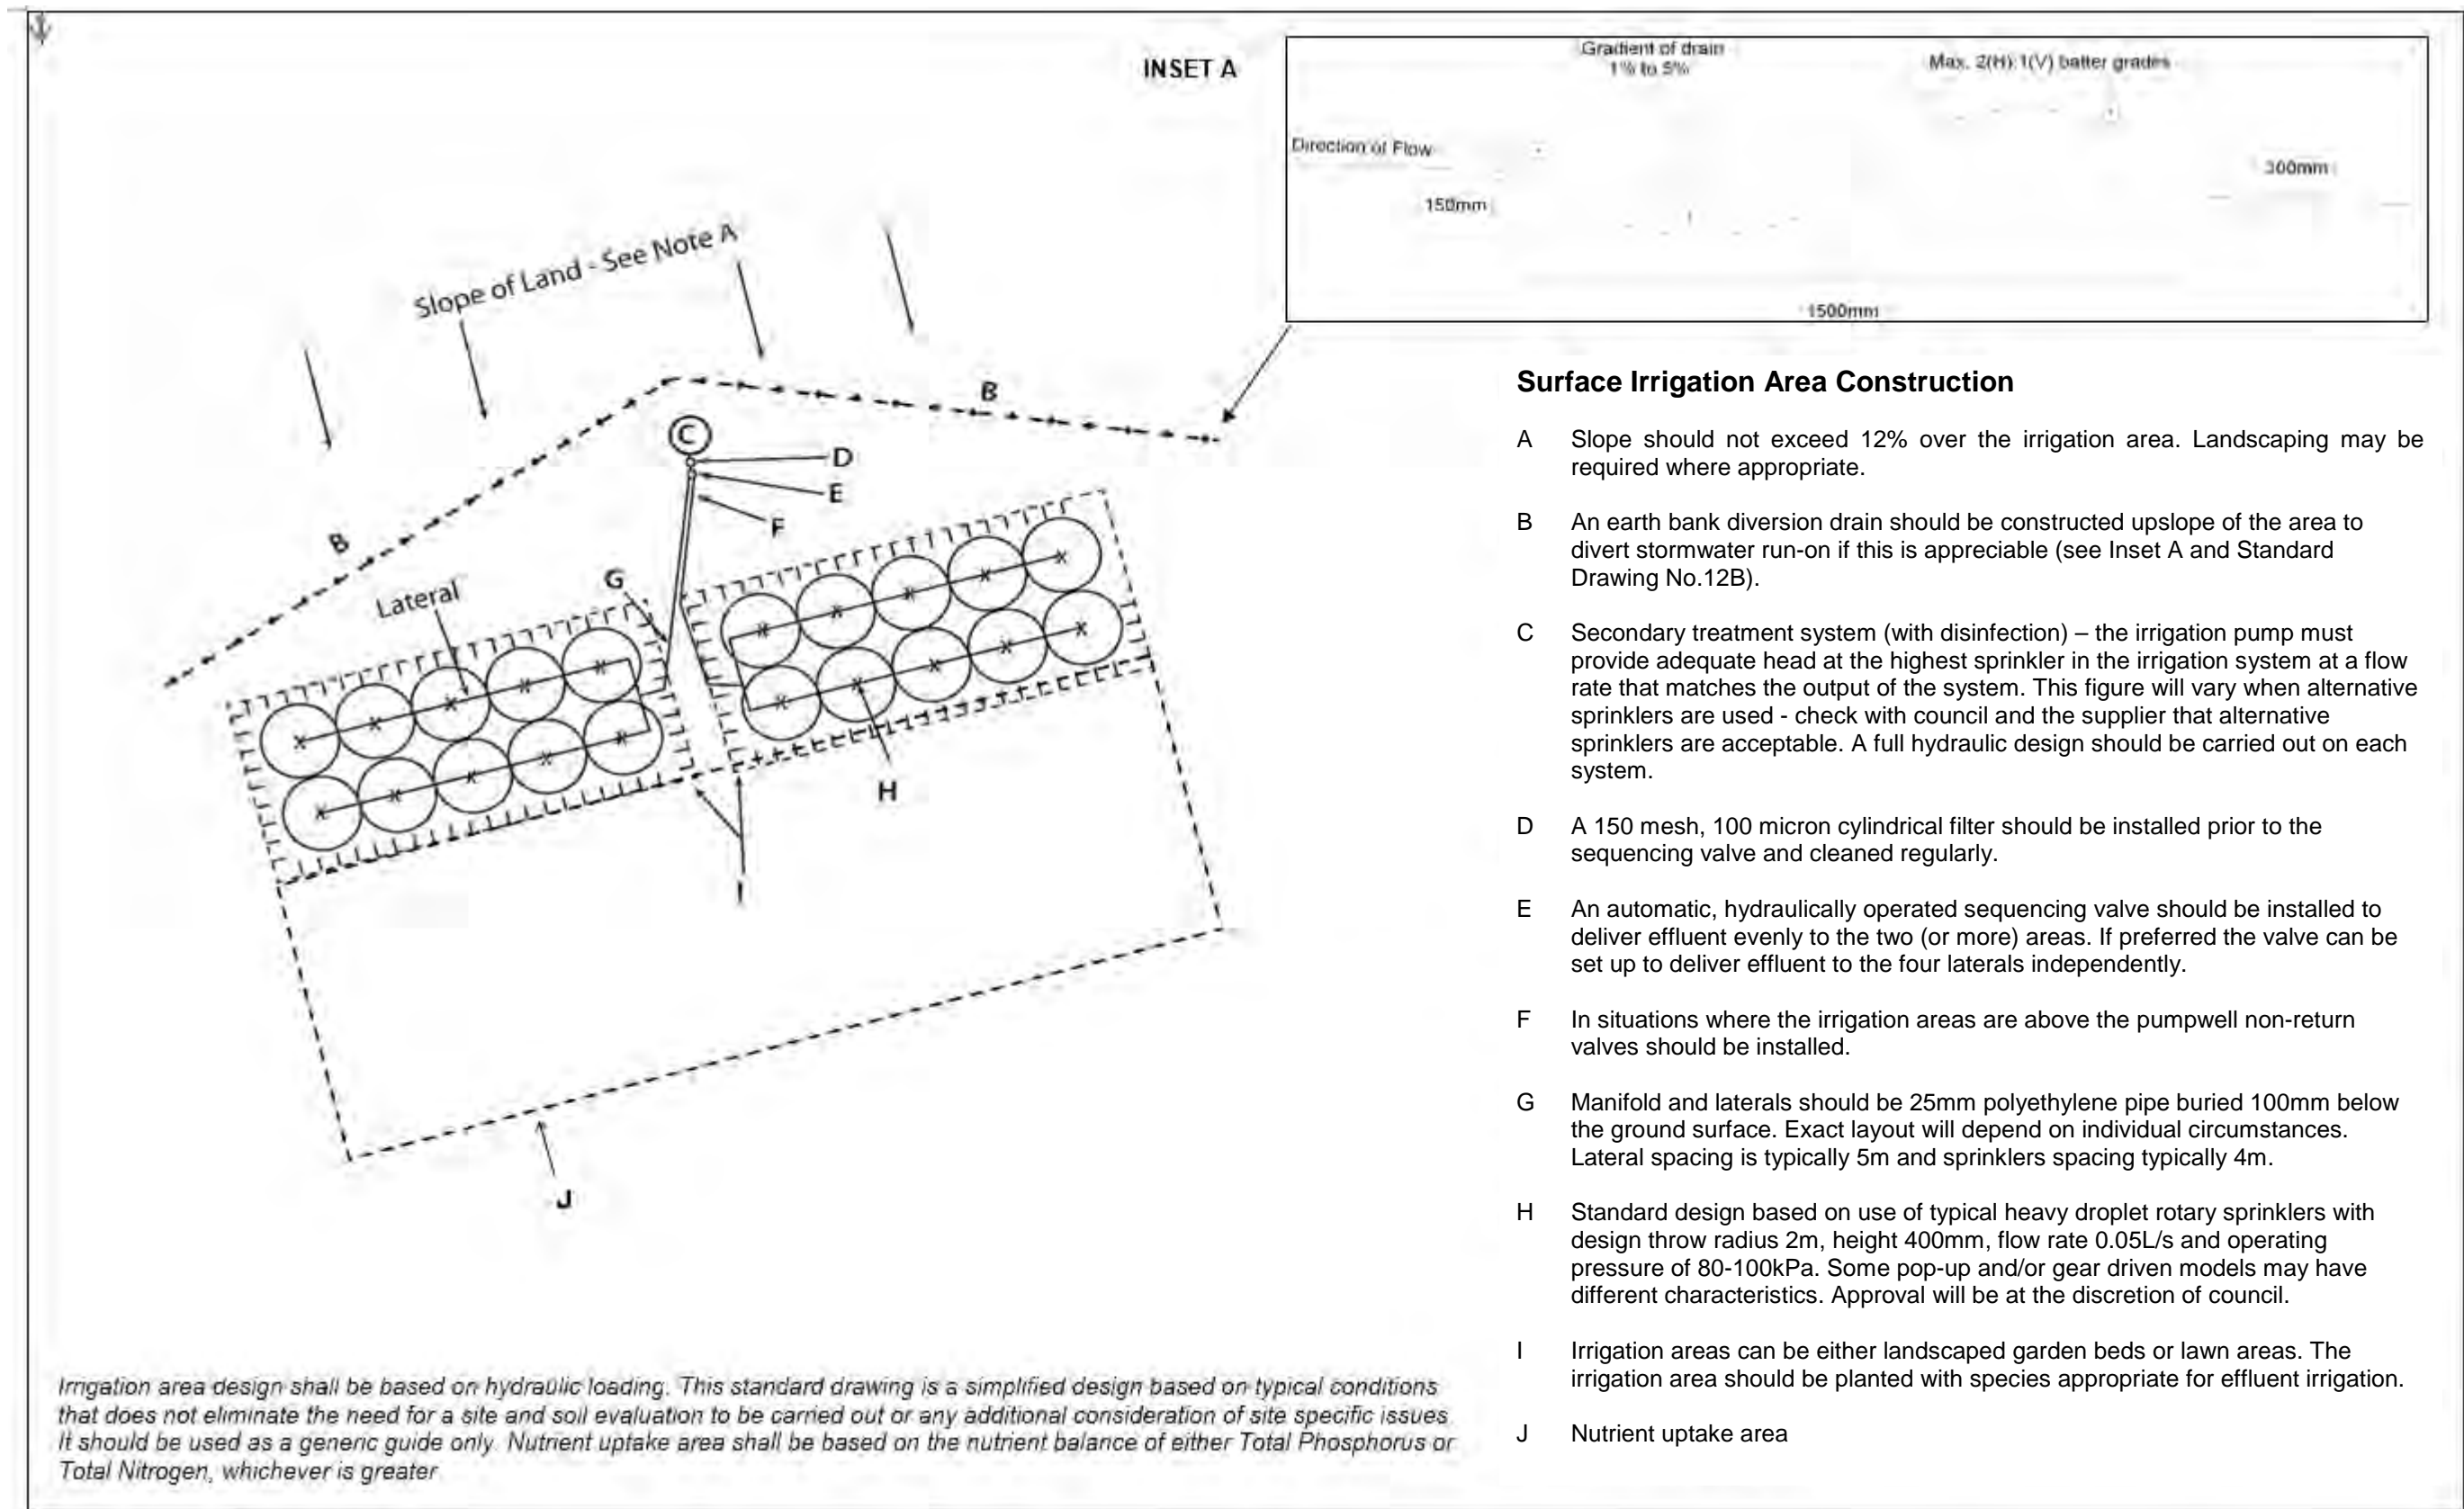 INSET A
Gradient of drain
1% to 5%
Max. 2(H):1(V) batter grades
Direction of Flow
300mm
150mm
1500mm
Slope of Land - See Note A
B
C
D
E
F
B
G
Lateral
H
I
J
Surface Irrigation Area Construction
A Slope should not exceed 12% over the irrigation area. Landscaping may be
required where appropriate.
B An earth bank diversion drain should be constructed upslope of the area to
divert stormwater run-on if this is appreciable (see Inset A and Standard
Drawing No.12B).
C Secondary treatment system (with disinfection) – the irrigation pump must
provide adequate head at the highest sprinkler in the irrigation system at a flow
rate that matches the output of the system. This figure will vary when alternative
sprinklers are used - check with council and the supplier that alternative
sprinklers are acceptable. A full hydraulic design should be carried out on each
system.
D A 150 mesh, 100 micron cylindrical filter should be installed prior to the
sequencing valve and cleaned regularly.
E An automatic, hydraulically operated sequencing valve should be installed to
deliver effluent evenly to the two (or more) areas. If preferred the valve can be
set up to deliver effluent to the four laterals independently.
F In situations where the irrigation areas are above the pumpwell non-return
valves should be installed.
G Manifold and laterals should be 25mm polyethylene pipe buried 100mm below
the ground surface. Exact layout will depend on individual circumstances.
Lateral spacing is typically 5m and sprinklers spacing typically 4m.
H Standard design based on use of typical heavy droplet rotary sprinklers with
design throw radius 2m, height 400mm, flow rate 0.05L/s and operating
pressure of 80-100kPa. Some pop-up and/or gear driven models may have
different characteristics. Approval will be at the discretion of council.
I Irrigation areas can be either landscaped garden beds or lawn areas. The
irrigation area should be planted with species appropriate for effluent irrigation.
J Nutrient uptake area
Irrigation area design shall be based on hydraulic loading. This standard drawing is a simplified design based on typical conditions
that does not eliminate the need for a site and soil evaluation to be carried out or any additional consideration of site specific issues.
It should be used as a generic guide only. Nutrient uptake area shall be based on the nutrient balance of either Total Phosphorus or
Total Nitrogen, whichever is greater